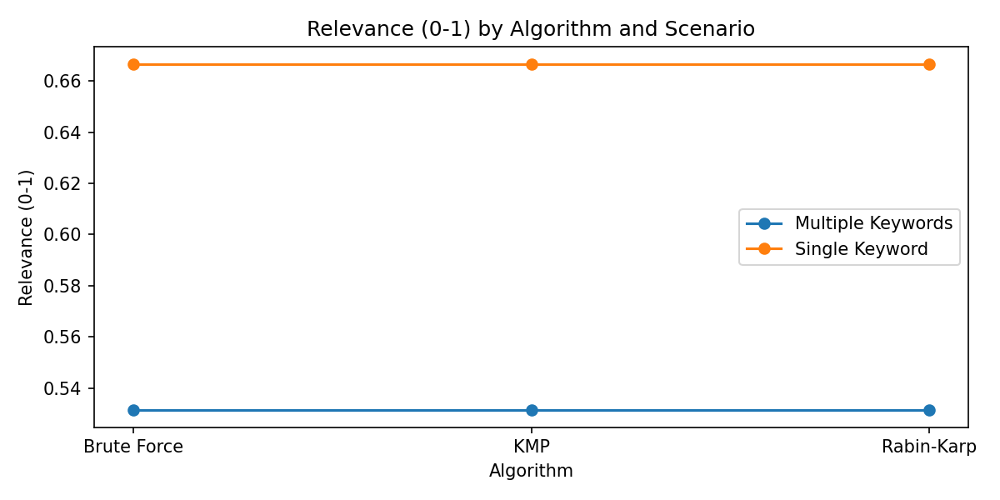 Relevance (0-1) by Algorithm and Scenario
Relevance (0-1)
0.66
0.64
0.62
0.60
0.58
0.56
0.54
Multiple Keywords
Single Keyword
Brute Force KMP Rabin-Karp
Algorithm